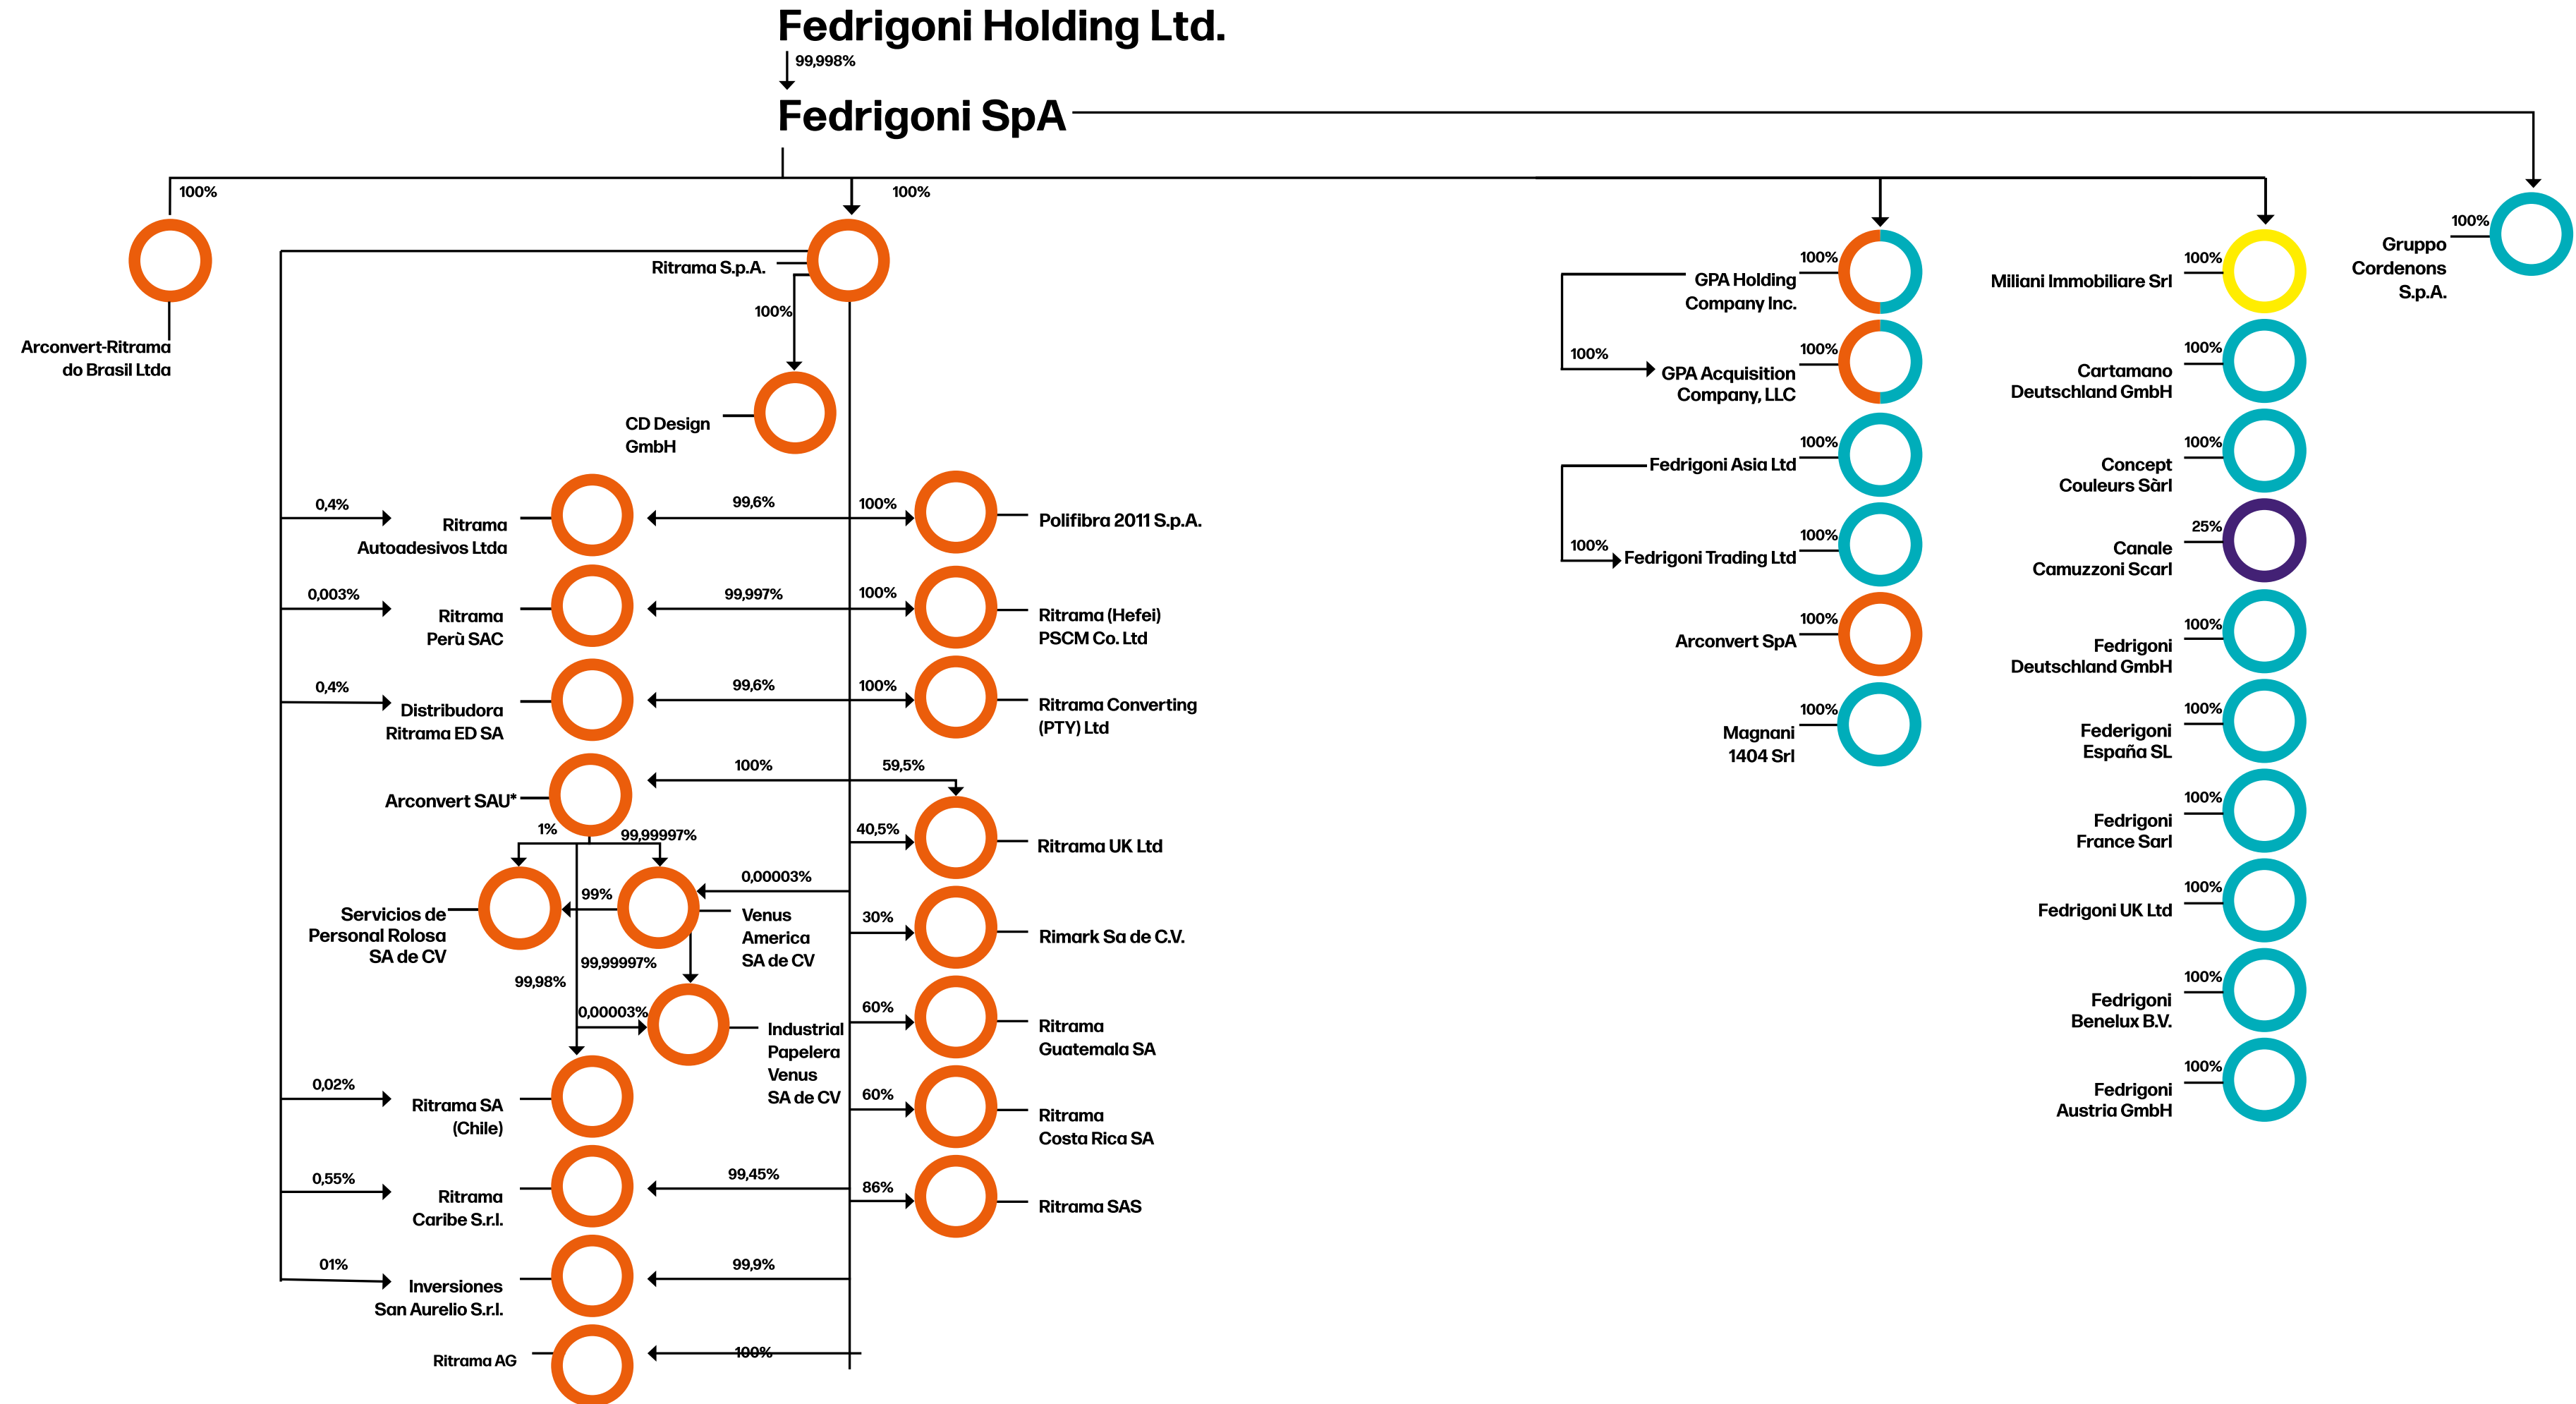 Fedrigoni Holding Ltd.
99,998%
Fedrigoni SpA
100%
Arconvert-Ritrama
do Brasil Ltda
100%
Ritrama S.p.A.
100%
CD Design
GmbH
0,4%
Ritrama
Autoadesivos Ltda
99,6%
100%
Polifibra 2011 S.p.A.
0,003%
Ritrama
Perù SAC
99,997%
100%
Ritrama (Hefei)
PSCM Co. Ltd
0,4%
Distribudora
Ritrama ED SA
99,6%
100%
Ritrama Converting
(PTY) Ltd
Arconvert SAU*
100%
59,5%
40,5%
Ritrama UK Ltd
1%
99,99997%
Servicios de
Personal Rolosa
SA de CV
99%
0,00003%
Venus
America
SA de CV
30%
Rimark Sa de C.V.
99,99997%
99,98%
0,00003%
Industrial
Papelera
Venus
SA de CV
60%
Ritrama
Guatemala SA
0,02%
Ritrama SA
(Chile)
60%
Ritrama
Costa Rica SA
0,55%
Ritrama
Caribe S.r.l.
99,45%
86%
Ritrama SAS
01%
Inversiones
San Aurelio S.r.l.
99,9%
Ritrama AG
100%
100%
GPA Holding
Company Inc.
100%
100%
GPA Acquisition
Company, LLC
100%
Fedrigoni Asia Ltd
100%
100%
Fedrigoni Trading Ltd
100%
Arconvert SpA
100%
Magnani
1404 Srl
100%
Miliani Immobiliare Srl
100%
Cartamano
Deutschland GmbH
100%
Concept
Couleurs Sàrl
25%
Canale
Camuzzoni Scarl
100%
Fedrigoni
Deutschland GmbH
100%
Federigoni
España SL
100%
Fedrigoni
France Sarl
100%
Fedrigoni UK Ltd
100%
Fedrigoni
Benelux B.V.
100%
Fedrigoni
Austria GmbH
100%
Gruppo
Cordenons
S.p.A.